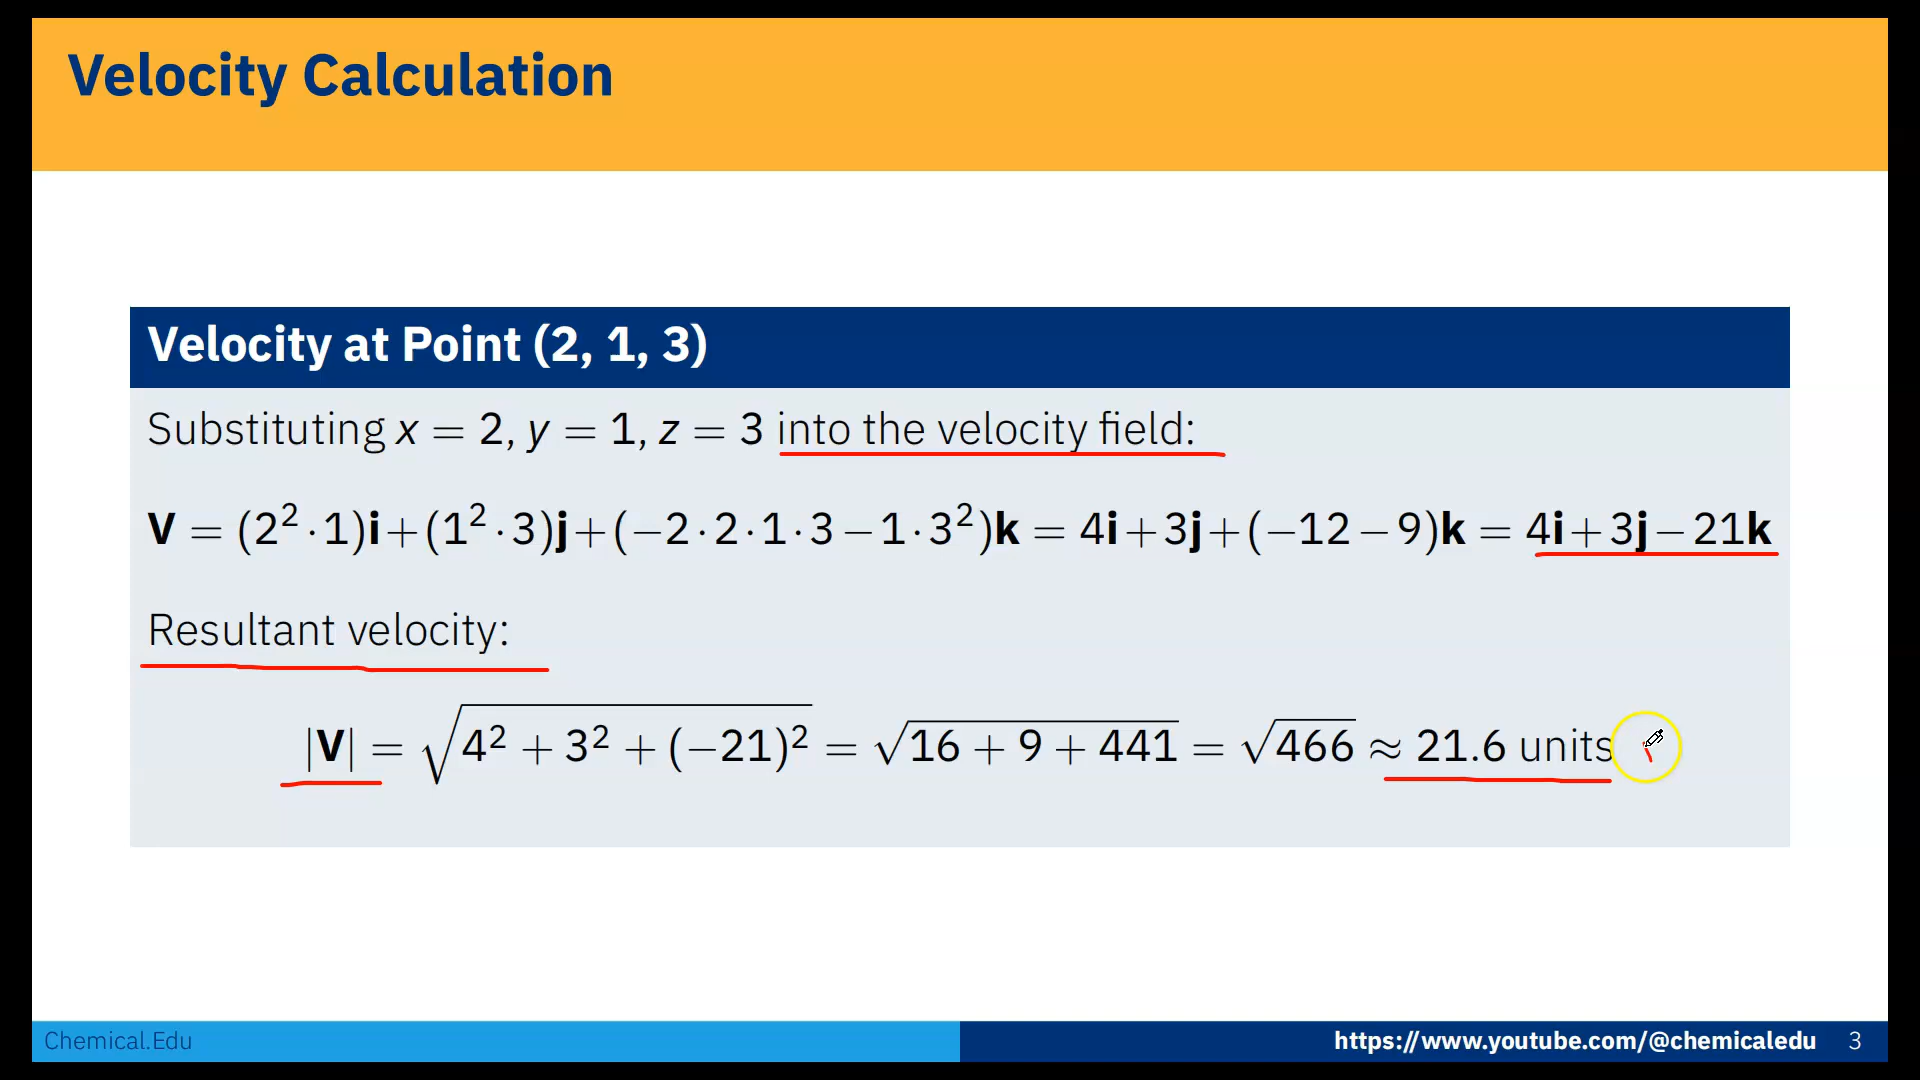 Velocity Calculation
Velocity at Point (2, 1, 3)
Substituting x = 2, y = 1, z = 3 into the velocity field:
V = (2² · 1)i + (1² · 3)j + (−2 · 2 · 1 · 3 − 1 · 3²)k = 4i + 3j + (−12 − 9)k = 4i + 3j − 21k
Resultant velocity:
|V| = √(4² + 3² + (−21)²) = √(16 + 9 + 441) = √466 ≈ 21.6 units
Chemical.Edu https://www.youtube.com/@chemicaledu 3